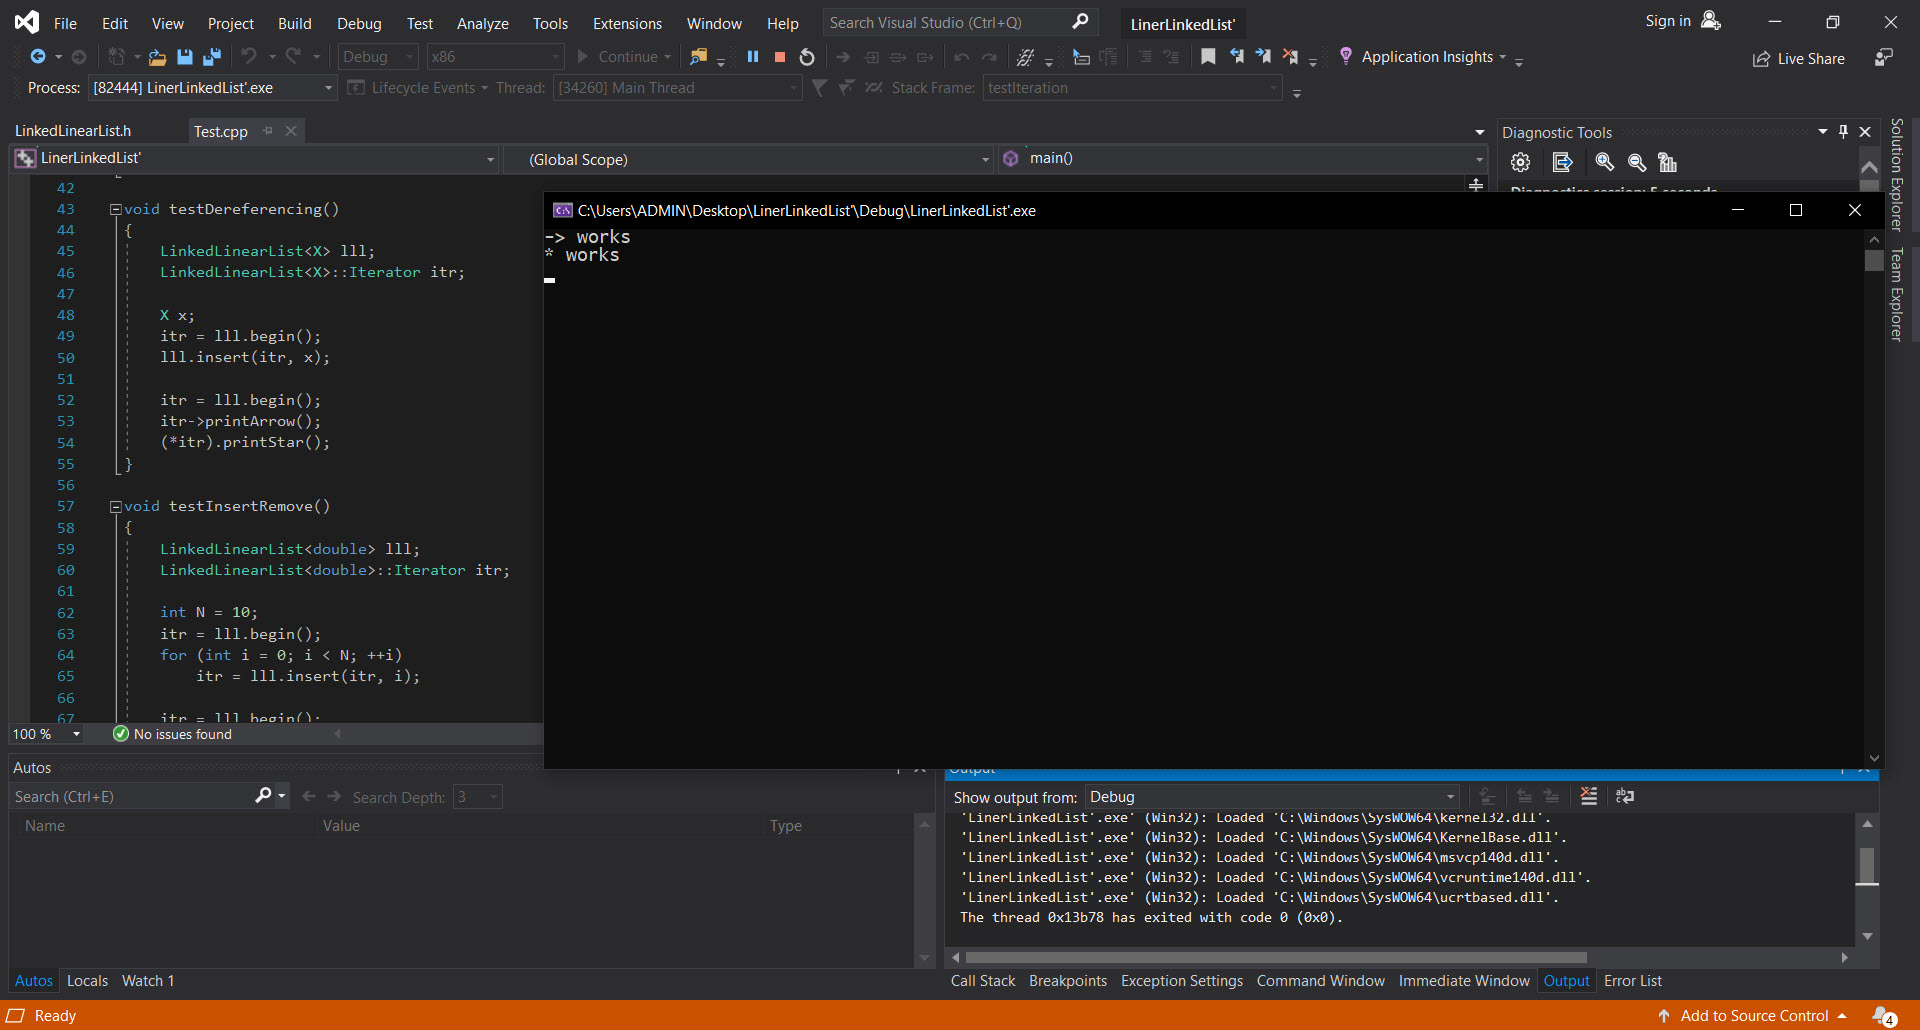 File Edit View Project Build Debug Test Analyze Tools Extensions Window Help Search Visual Studio (Ctrl+Q) LinerLinkedList' Sign in
Debug x86 Continue Application Insights Live Share
Process: [82444] LinerLinkedList'.exe Lifecycle Events Thread: [34260] Main Thread Stack Frame: testIteration
LinkedLinearList.h Test.cpp
LinerLinkedList' (Global Scope) main()
42
43 void testDereferencing()
44 {
45 LinkedLinearList<X> lll;
46 LinkedLinearList<X>::Iterator itr;
47
48 X x;
49 itr = lll.begin();
50 lll.insert(itr, x);
51
52 itr = lll.begin();
53 itr->printArrow();
54 (*itr).printStar();
55 }
56
57 void testInsertRemove()
58 {
59 LinkedLinearList<double> lll;
60 LinkedLinearList<double>::Iterator itr;
61
62 int N = 10;
63 itr = lll.begin();
64 for (int i = 0; i < N; ++i)
65 itr = lll.insert(itr, i);
66
67 itr = lll.begin();
100 % No issues found
C:\Users\ADMIN\Desktop\LinerLinkedList'\Debug\LinerLinkedList'.exe
-> works
* works
Diagnostic Tools
Diagnostics session: 5 seconds
Solution Explorer
Team Explorer
Autos
Search (Ctrl+E) Search Depth: 3
Name Value Type
Autos Locals Watch 1
Output
Show output from: Debug
'LinerLinkedList'.exe' (Win32): Loaded 'C:\Windows\SysWOW64\kernel32.dll'.
'LinerLinkedList'.exe' (Win32): Loaded 'C:\Windows\SysWOW64\KernelBase.dll'.
'LinerLinkedList'.exe' (Win32): Loaded 'C:\Windows\SysWOW64\msvcp140d.dll'.
'LinerLinkedList'.exe' (Win32): Loaded 'C:\Windows\SysWOW64\vcruntime140d.dll'.
'LinerLinkedList'.exe' (Win32): Loaded 'C:\Windows\SysWOW64\ucrtbased.dll'.
The thread 0x13b78 has exited with code 0 (0x0).
Call Stack Breakpoints Exception Settings Command Window Immediate Window Output Error List
Ready Add to Source Control 4